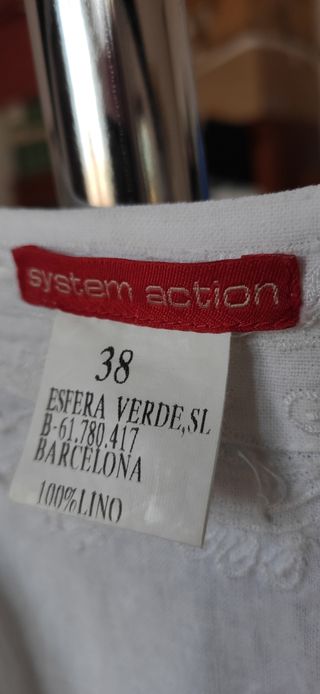 system action
38
ESFERA VERDE,SL
B-61.780.417
BARCELONA
100%LINO